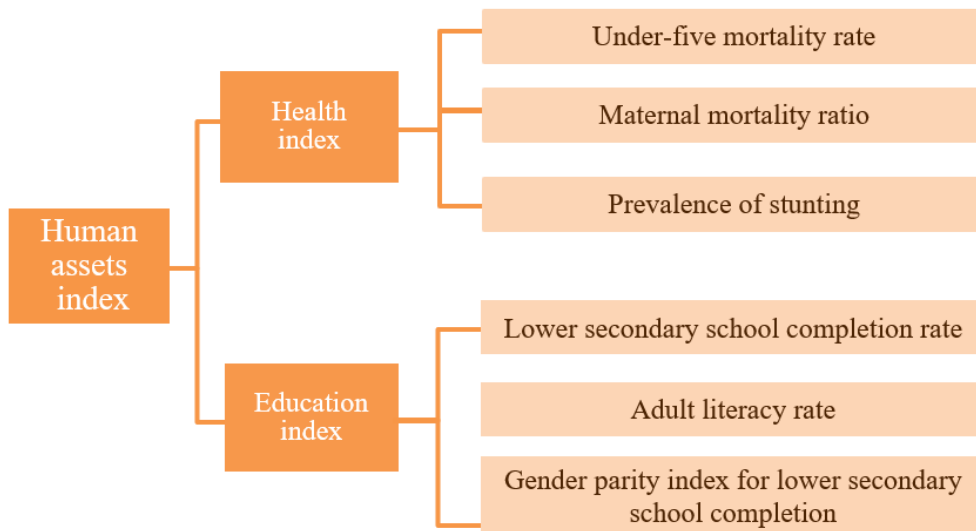 Human
assets
index
Health
index
Under-five mortality rate
Maternal mortality ratio
Prevalence of stunting
Education
index
Lower secondary school completion rate
Adult literacy rate
Gender parity index for lower secondary
school completion